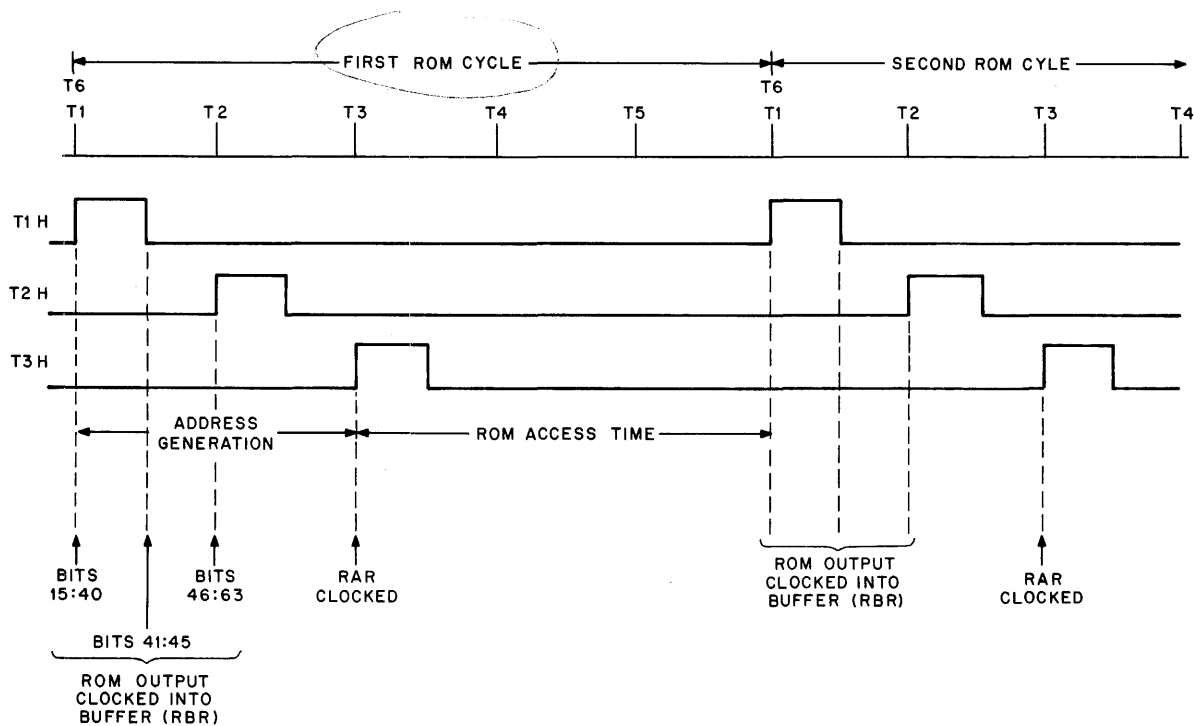 FIRST ROM CYCLE
SECOND ROM CYLE
T6
T6
T1 T2 T3 T4 T5 T1 T2 T3 T4
T1 H
T2 H
T3 H
ADDRESS
GENERATION
ROM ACCESS TIME
BITS
15:40
BITS
46:63
RAR
CLOCKED
BITS 41:45
ROM OUTPUT
CLOCKED INTO
BUFFER (RBR)
ROM OUTPUT
CLOCKED INTO
BUFFER (RBR)
RAR
CLOCKED